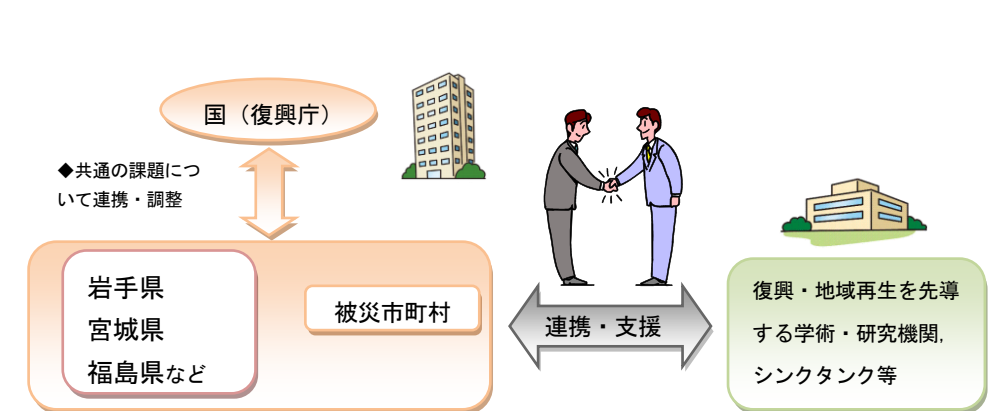 国（復興庁）
◆共通の課題につ
いて連携・調整
岩手県
宮城県
福島県など
被災市町村
連携・支援
復興・地域再生を先導
する学術・研究機関,
シンクタンク等